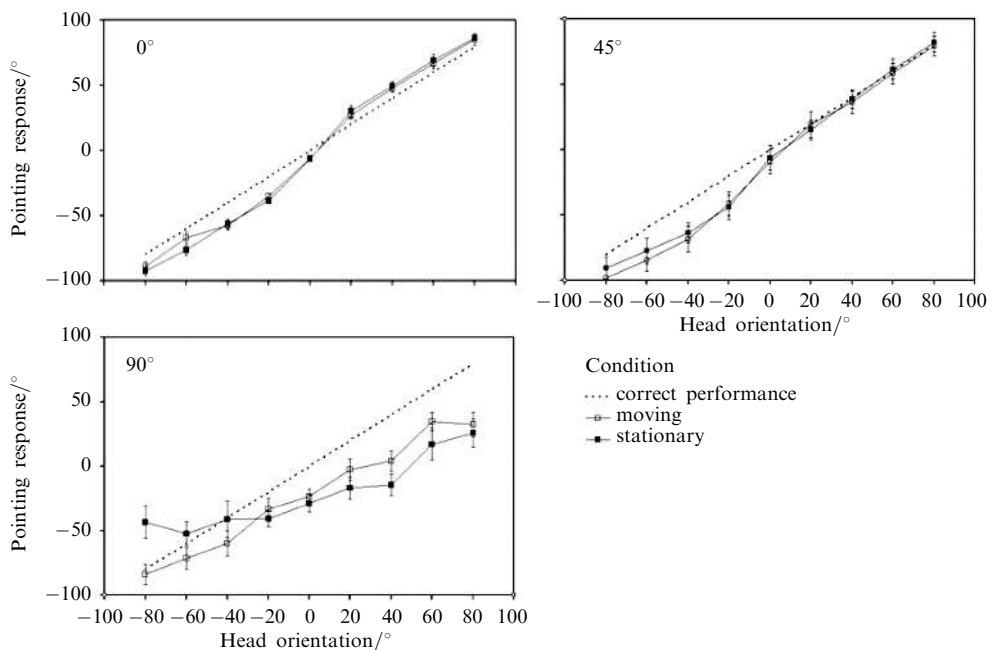 100
50
0
−50
−100
Pointing response/°
0°
45°
−100 −80 −60 −40 −20 0 20 40 60 80 100
Head orientation/°
100
50
0
−50
−100
Pointing response/°
90°
−100 −80 −60 −40 −20 0 20 40 60 80 100
Head orientation/°
Condition
correct performance
moving
stationary